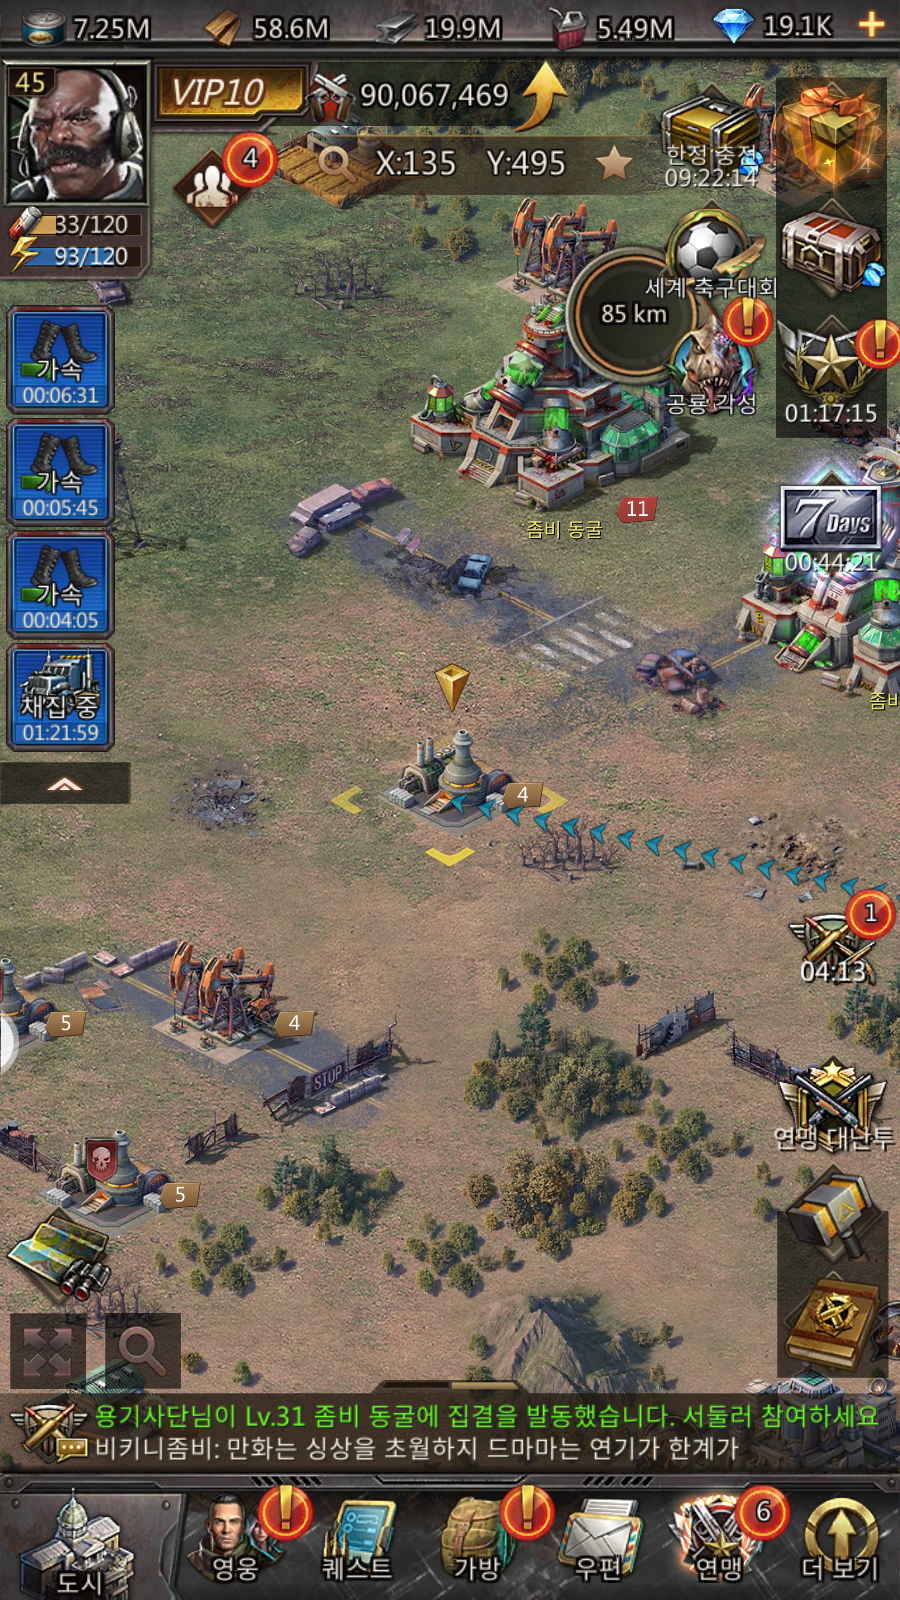 7.25M 58.6M 19.9M 5.49M 19.1K
45
VIP10 90,067,469
4
X:135 Y:495
한정 충전
09:22:14
4
33/120
93/120
세계 축구대회
85 km
공룡 각성
01:17:15
가속
00:06:31
가속
00:05:45
가속
00:04:05
채집 중
01:21:59
11
좀비 동굴
7 Days
00:44:21
좀비
4
1
04:13
5
4
STOP
연맹 대난투
5
용기사단님이 Lv.31 좀비 동굴에 집결을 발동했습니다. 서둘러 참여하세요
비키니좀비: 만화는 싱상을 초월하지 드마마는 연기가 한계가
6
도시 영웅 퀘스트 가방 우편 연맹 더 보기